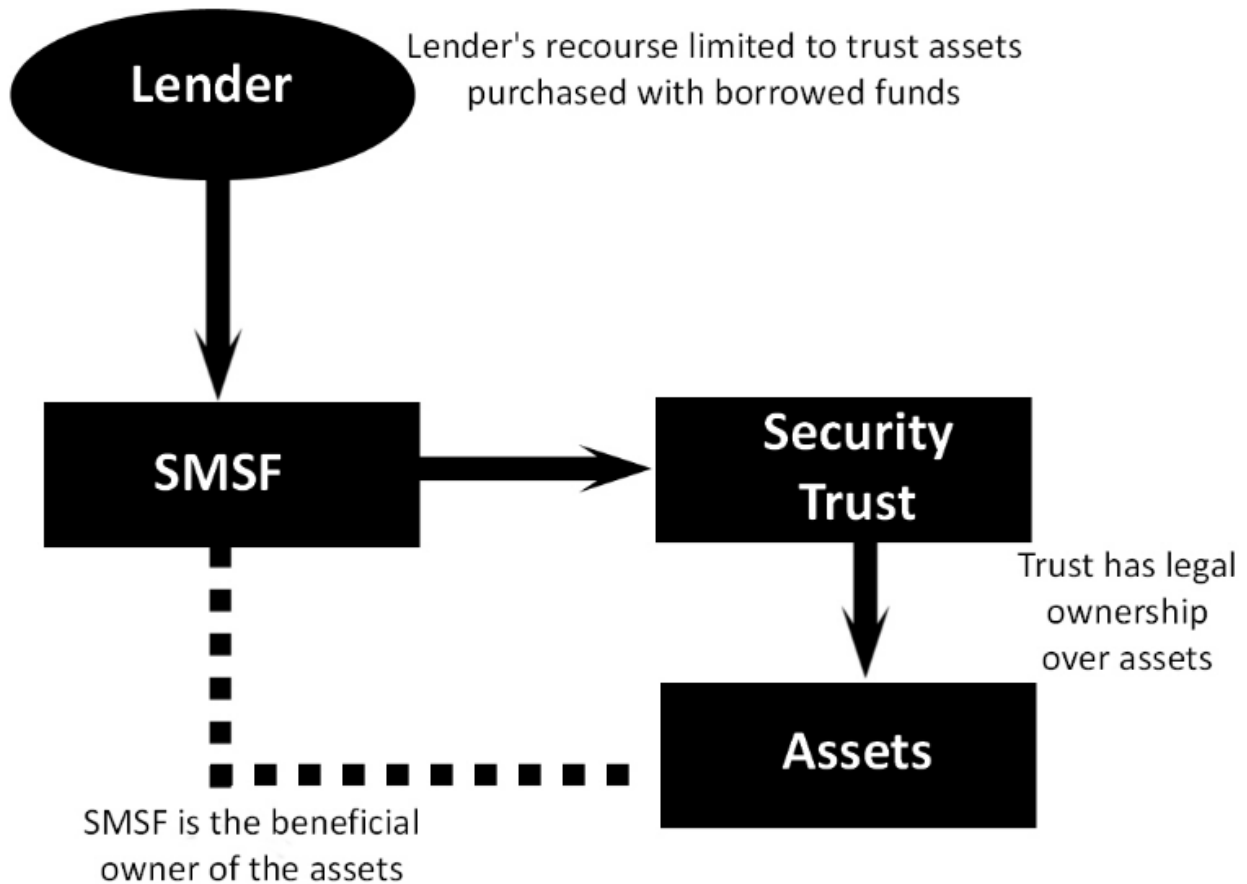 Lender
Lender's recourse limited to trust assets
purchased with borrowed funds
SMSF
Security
Trust
Trust has legal
ownership
over assets
Assets
SMSF is the beneficial
owner of the assets